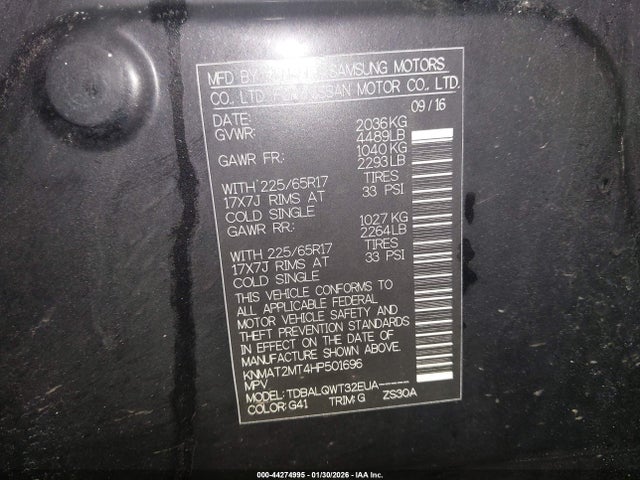 MFD BY SAMSUNG MOTORS
CO., LTD. NISSAN MOTOR CO., LTD.
DATE: 09/16
GVWR: 2036KG
4489LB
GAWR FR: 1040KG
2293LB
WITH 225/65R17 TIRES
17X7J RIMS AT 33 PSI
COLD SINGLE
GAWR RR: 1027 KG
2264LB
WITH 225/65R17 TIRES
17X7J RIMS AT 33 PSI
COLD SINGLE
THIS VEHICLE CONFORMS TO
ALL APPLICABLE FEDERAL
MOTOR VEHICLE SAFETY AND
THEFT PREVENTION STANDARDS
IN EFFECT ON THE DATE OF
MANUFACTURE SHOWN ABOVE.
KNMAT2MT4HP501696
MPV
MODEL: TDBALQWT32EUA-----
COLOR: G41 TRIM: G ZS30A
000-44274995 - 01/30/2026 - IAA Inc.